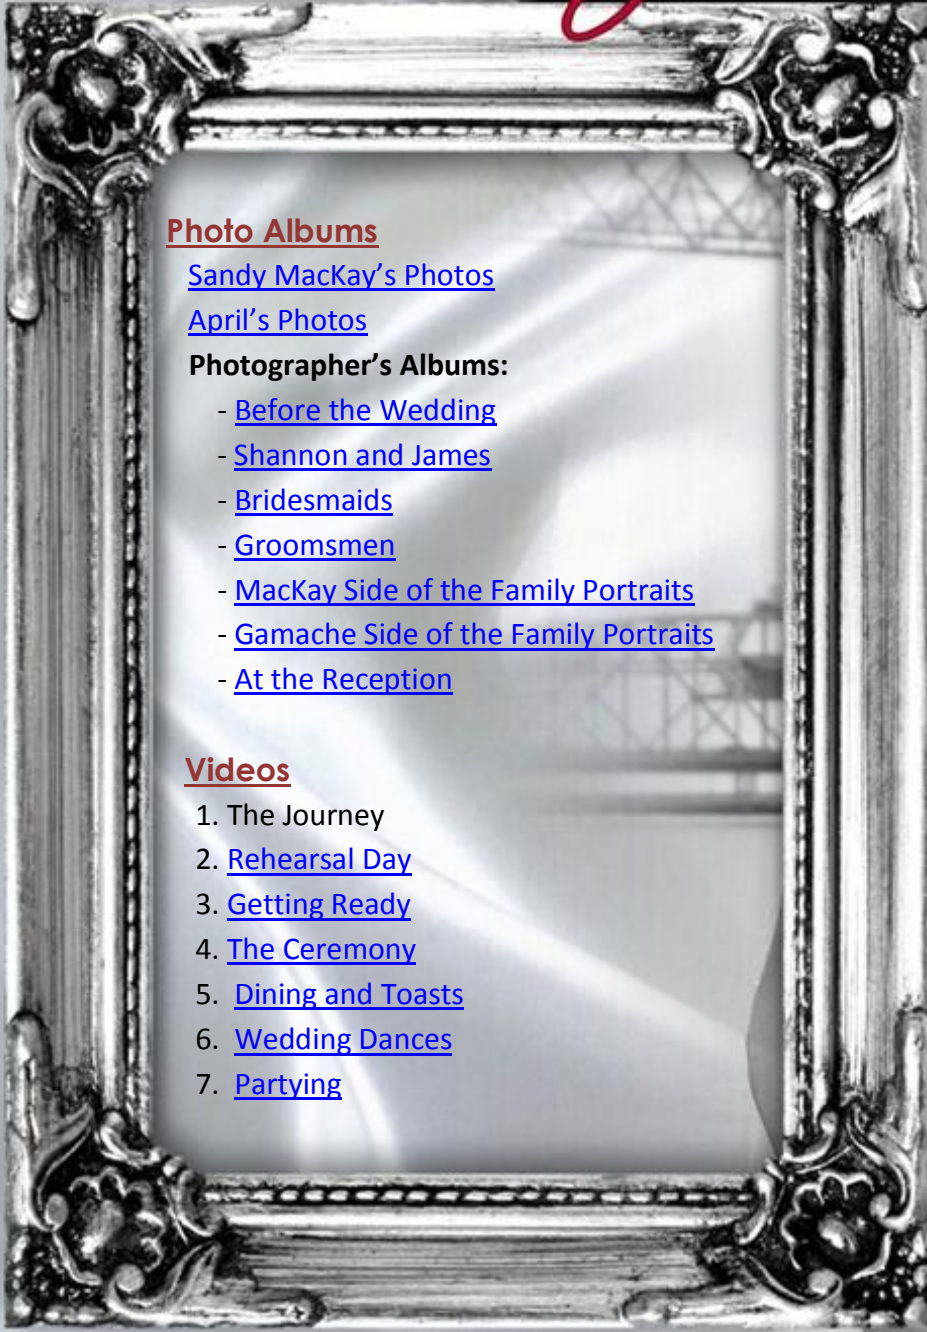 Photo Albums
Sandy MacKay’s Photos
April’s Photos
Photographer’s Albums:
- Before the Wedding
- Shannon and James
- Bridesmaids
- Groomsmen
- MacKay Side of the Family Portraits
- Gamache Side of the Family Portraits
- At the Reception
Videos
1. The Journey
2. Rehearsal Day
3. Getting Ready
4. The Ceremony
5. Dining and Toasts
6. Wedding Dances
7. Partying